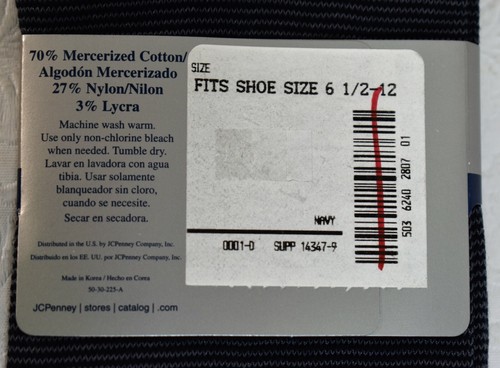 70% Mercerized Cotton/
Algodón Mercerizado
27% Nylon/Nilon
3% Lycra
Machine wash warm.
Use only non-chlorine bleach
when needed. Tumble dry.
Lavar en lavadora con agua
tibia. Usar solamente
blanqueador sin cloro,
cuando se necesite.
Secar en secadora.
Distributed in the U.S. by JCPenney Company, Inc.
Distribuido en los EE. UU. por JCPenney Company, Inc.
Made in Korea / Hecho en Corea
50-30-225-A
JCPenney | stores | catalog | .com
SIZE
FITS SHOE SIZE 6 1/2-12
NAVY
0001-D SUPP 14347-9
503 6240 2807 01